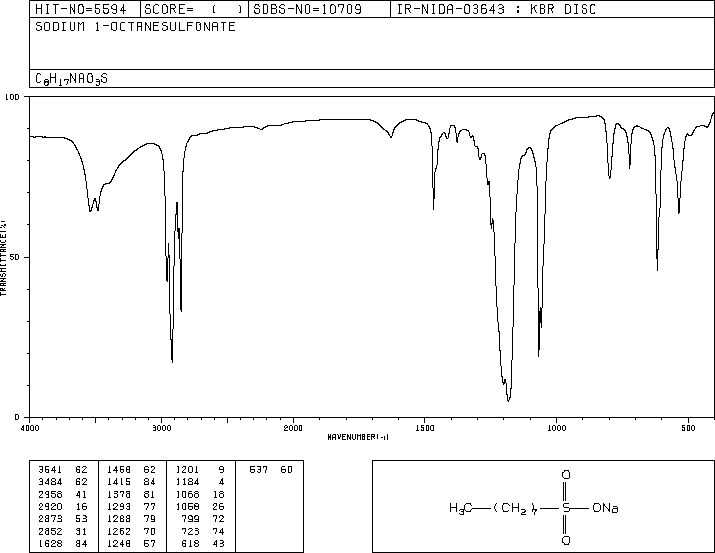 HIT-NO=5594 SCORE= ( ) SDBS-NO=10709 IR-NIDA-03643 : KBR DISC
SODIUM 1-OCTANESULFONATE
C8H17NAO3S
100
TRANSMITTANCE(%)
50
0
4000 3000 2000 1500 1000 500
WAVENUMBER(-1)
3541 62 1468 62 1201 9 537 60
3484 62 1415 84 1184 4
2958 41 1378 81 1068 18
2920 16 1293 77 1058 26
2873 53 1288 79 799 72
2852 31 1262 70 723 74
1628 84 1248 57 618 43
O
H3C—(CH2)7—S—ONa
O